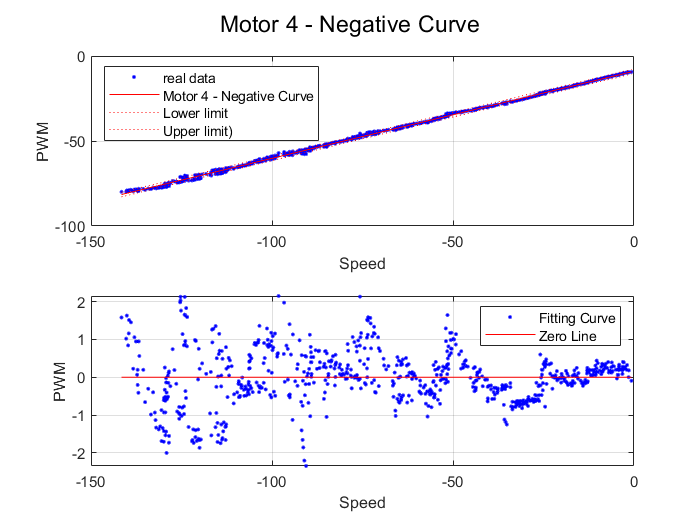 Motor 4 - Negative Curve
0
-50
-100
PWM
real data
Motor 4 - Negative Curve
Lower limit
Upper limit)
-150
-100
-50
0
Speed
2
1
0
-1
-2
PWM
Fitting Curve
Zero Line
-150
-100
-50
0
Speed